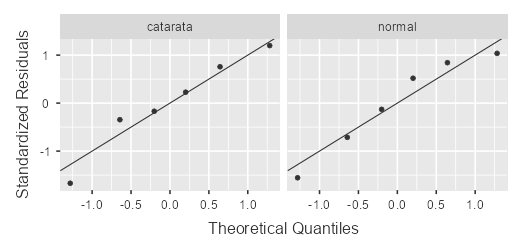 catarata normal
Standardized Residuals
1
0
-1
-1.0 -0.5 0.0 0.5 1.0 -1.0 -0.5 0.0 0.5 1.0
Theoretical Quantiles